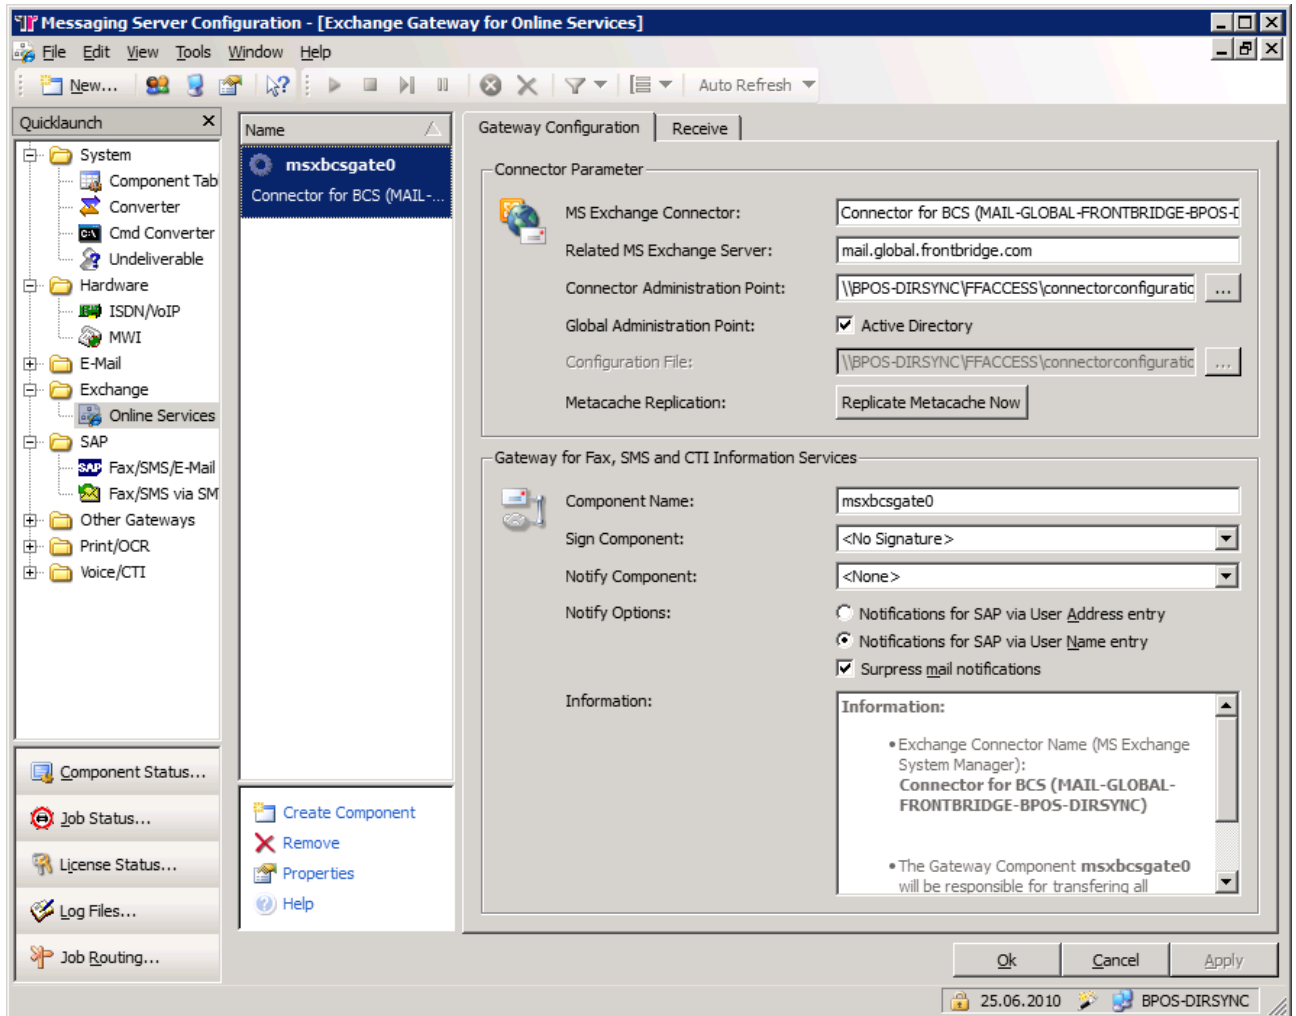 Messaging Server Configuration - [Exchange Gateway for Online Services]
File Edit View Tools Window Help
New... Auto Refresh
Quicklaunch
System
Component Tab
Converter
Cmd Converter
Undeliverable
Hardware
ISDN/VoIP
MWI
E-Mail
Exchange
Online Services
SAP
Fax/SMS/E-Mail
Fax/SMS via SM
Other Gateways
Print/OCR
Voice/CTI
Component Status...
Job Status...
License Status...
Log Files...
Job Routing...
Name
msxbcsgate0
Connector for BCS (MAIL-...
Create Component
Remove
Properties
Help
Gateway Configuration Receive
Connector Parameter
MS Exchange Connector: Connector for BCS (MAIL-GLOBAL-FRONTBRIDGE-BPOS-D
Related MS Exchange Server: mail.global.frontbridge.com
Connector Administration Point: \\BPOS-DIRSYNC\FFACCESS\connectorconfiguratic ...
Global Administration Point: Active Directory
Configuration File: \\BPOS-DIRSYNC\FFACCESS\connectorconfiguratic ...
Metacache Replication: Replicate Metacache Now
Gateway for Fax, SMS and CTI Information Services
Component Name: msxbcsgate0
Sign Component: <No Signature>
Notify Component: <None>
Notify Options: Notifications for SAP via User Address entry
Notifications for SAP via User Name entry
Surpress mail notifications
Information: Information:
•Exchange Connector Name (MS Exchange
System Manager):
Connector for BCS (MAIL-GLOBAL-
FRONTBRIDGE-BPOS-DIRSYNC)
•The Gateway Component msxbcsgate0
will be responsible for transfering all
Ok Cancel Apply
25.06.2010 BPOS-DIRSYNC